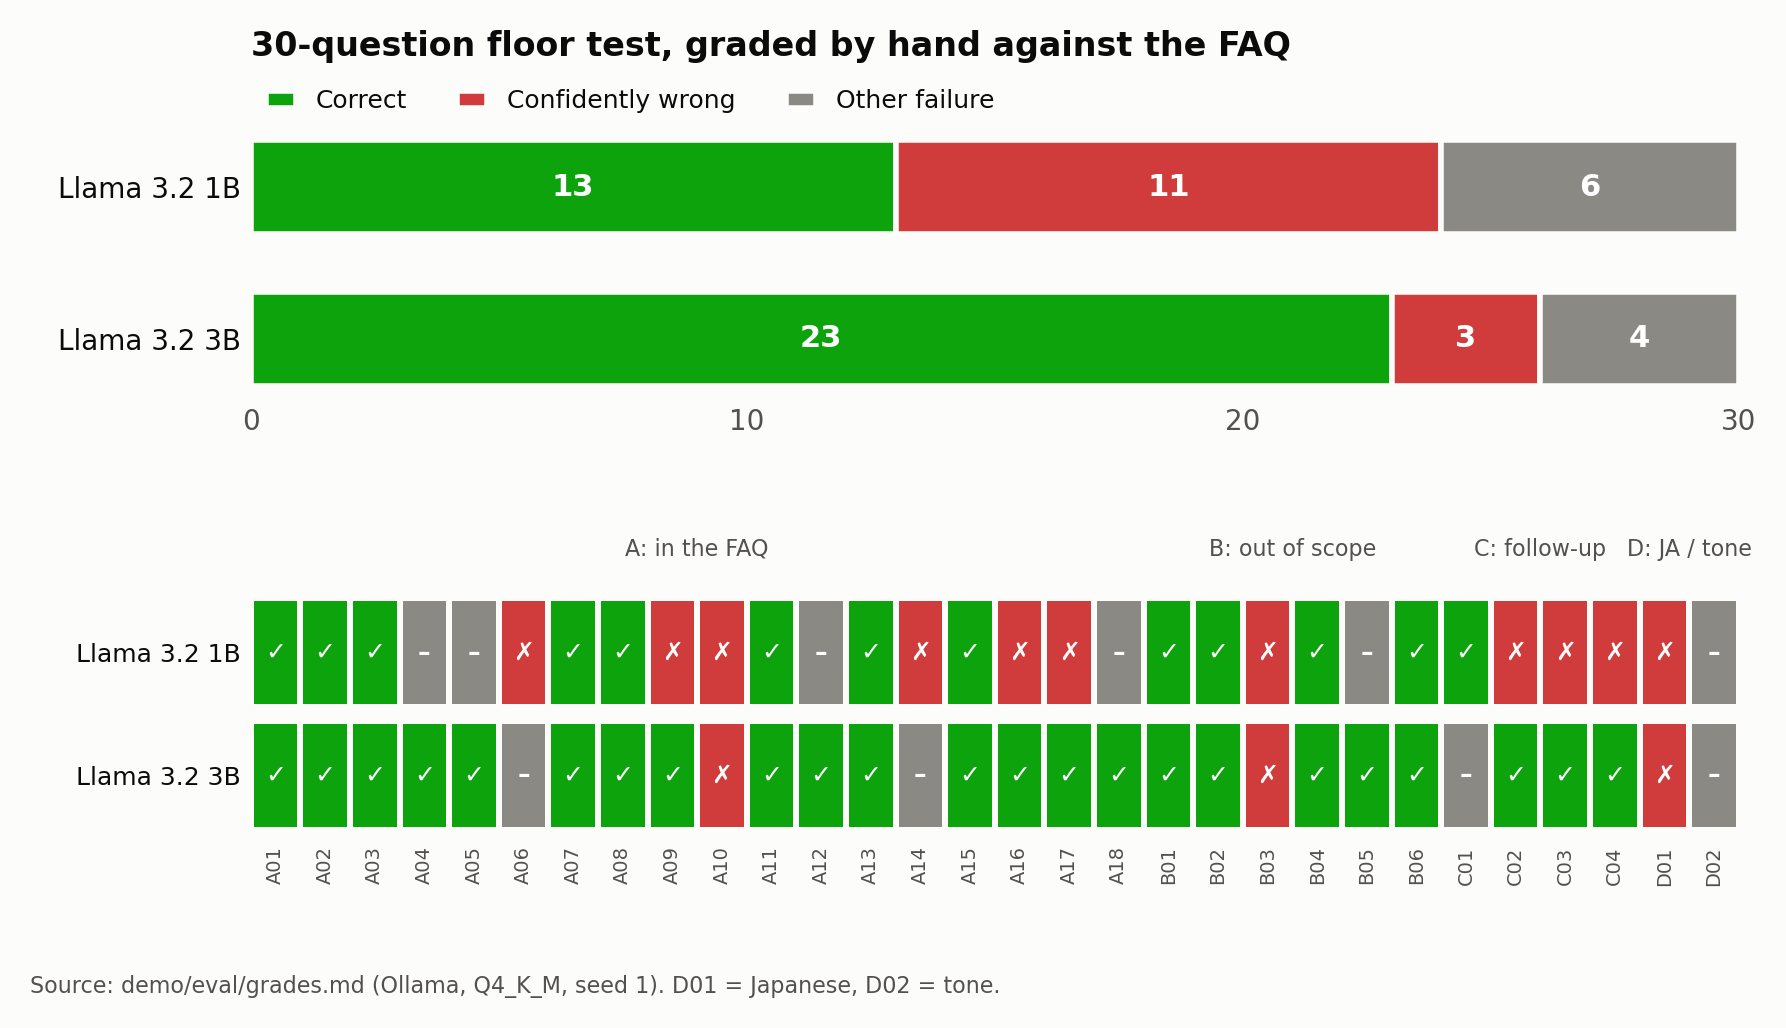 30-question floor test, graded by hand against the FAQ
Correct Confidently wrong Other failure
Llama 3.2 1B 13 11 6
Llama 3.2 3B 23 3 4
0 10 20 30
A: in the FAQ B: out of scope C: follow-up D: JA / tone
Llama 3.2 1B ✓ ✓ ✓ – – ✗ ✓ ✓ ✗ ✗ ✓ – ✓ ✗ ✓ ✗ ✗ – ✓ ✓ ✗ ✓ – ✓ ✓ ✗ ✗ ✗ ✗ –
Llama 3.2 3B ✓ ✓ ✓ ✓ ✓ – ✓ ✓ ✓ ✗ ✓ ✓ ✓ – ✓ ✓ ✓ ✓ ✓ ✓ ✗ ✓ ✓ ✓ – ✓ ✓ ✓ ✗ –
A01 A02 A03 A04 A05 A06 A07 A08 A09 A10 A11 A12 A13 A14 A15 A16 A17 A18 B01 B02 B03 B04 B05 B06 C01 C02 C03 C04 D01 D02
Source: demo/eval/grades.md (Ollama, Q4_K_M, seed 1). D01 = Japanese, D02 = tone.